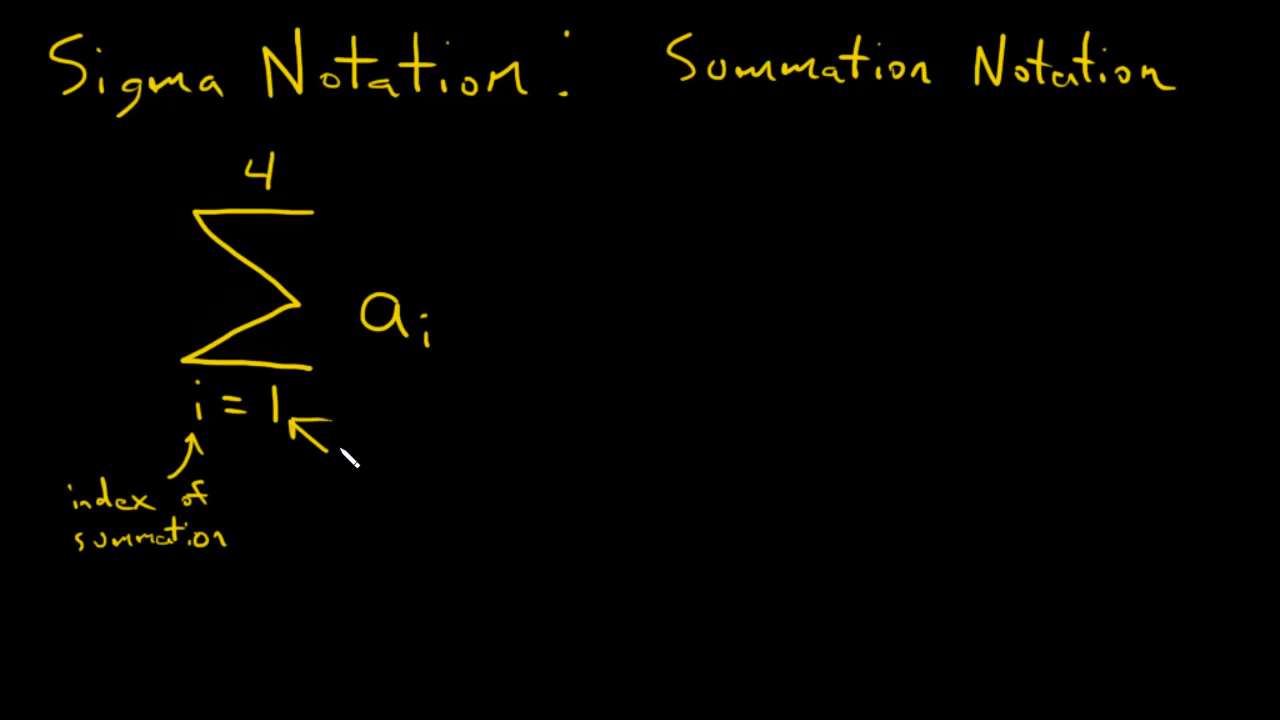 Sigma Notation: Summation Notation
4
∑ aᵢ
i = 1
index of
summation